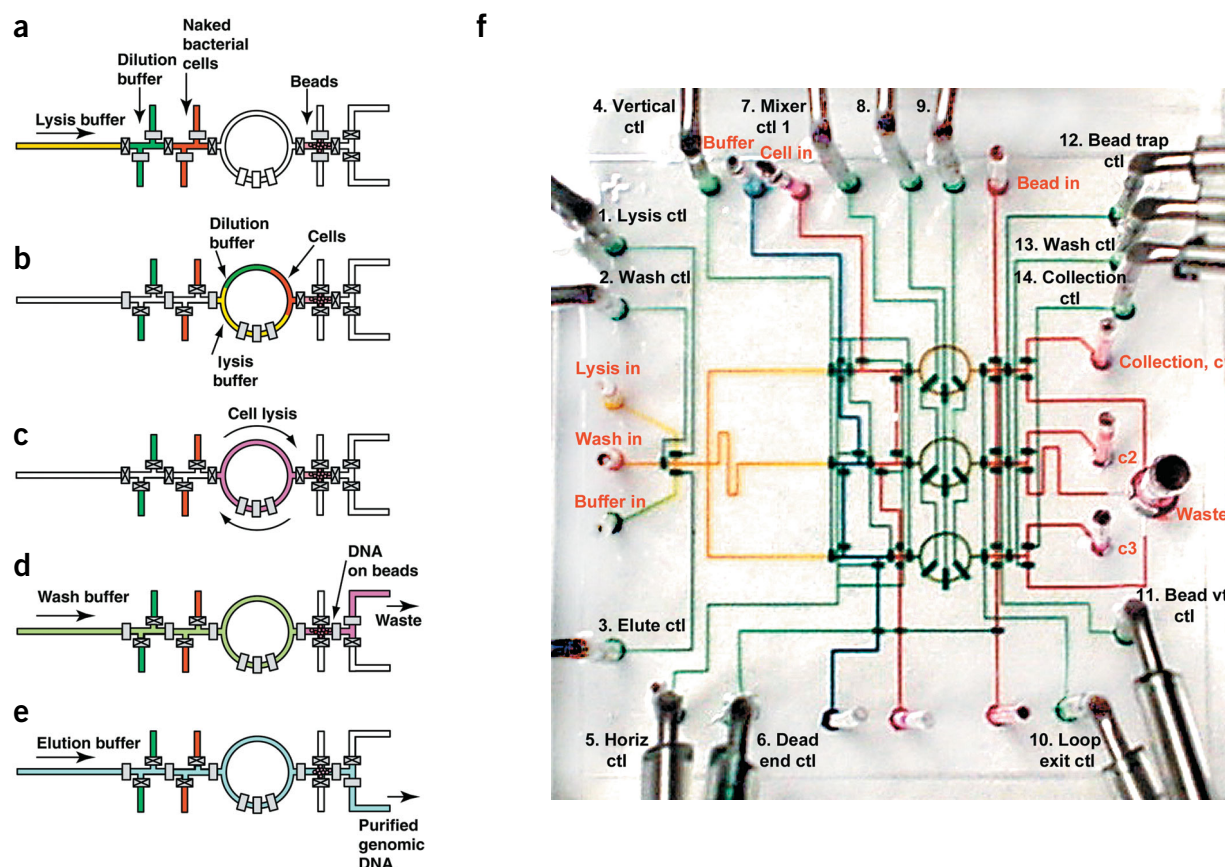 a
Naked
bacterial
cells
Dilution
buffer
Beads
Lysis buffer
b
Dilution
buffer
Cells
lysis
buffer
c
Cell lysis
d
DNA
on beads
Wash buffer
Waste
e
Elution buffer
Purified
genomic
DNA
f
4. Vertical
ctl
7. Mixer
ctl 1
8.
9.
Buffer
Cell in
Bead in
12. Bead trap
ctl
1. Lysis ctl
13. Wash ctl
2. Wash ctl
14. Collection
ctl
Lysis in
Collection, c1
Wash in
c2
Buffer in
Waste
c3
11. Bead vt
ctl
3. Elute ctl
5. Horiz
ctl
6. Dead
end ctl
10. Loop
exit ctl